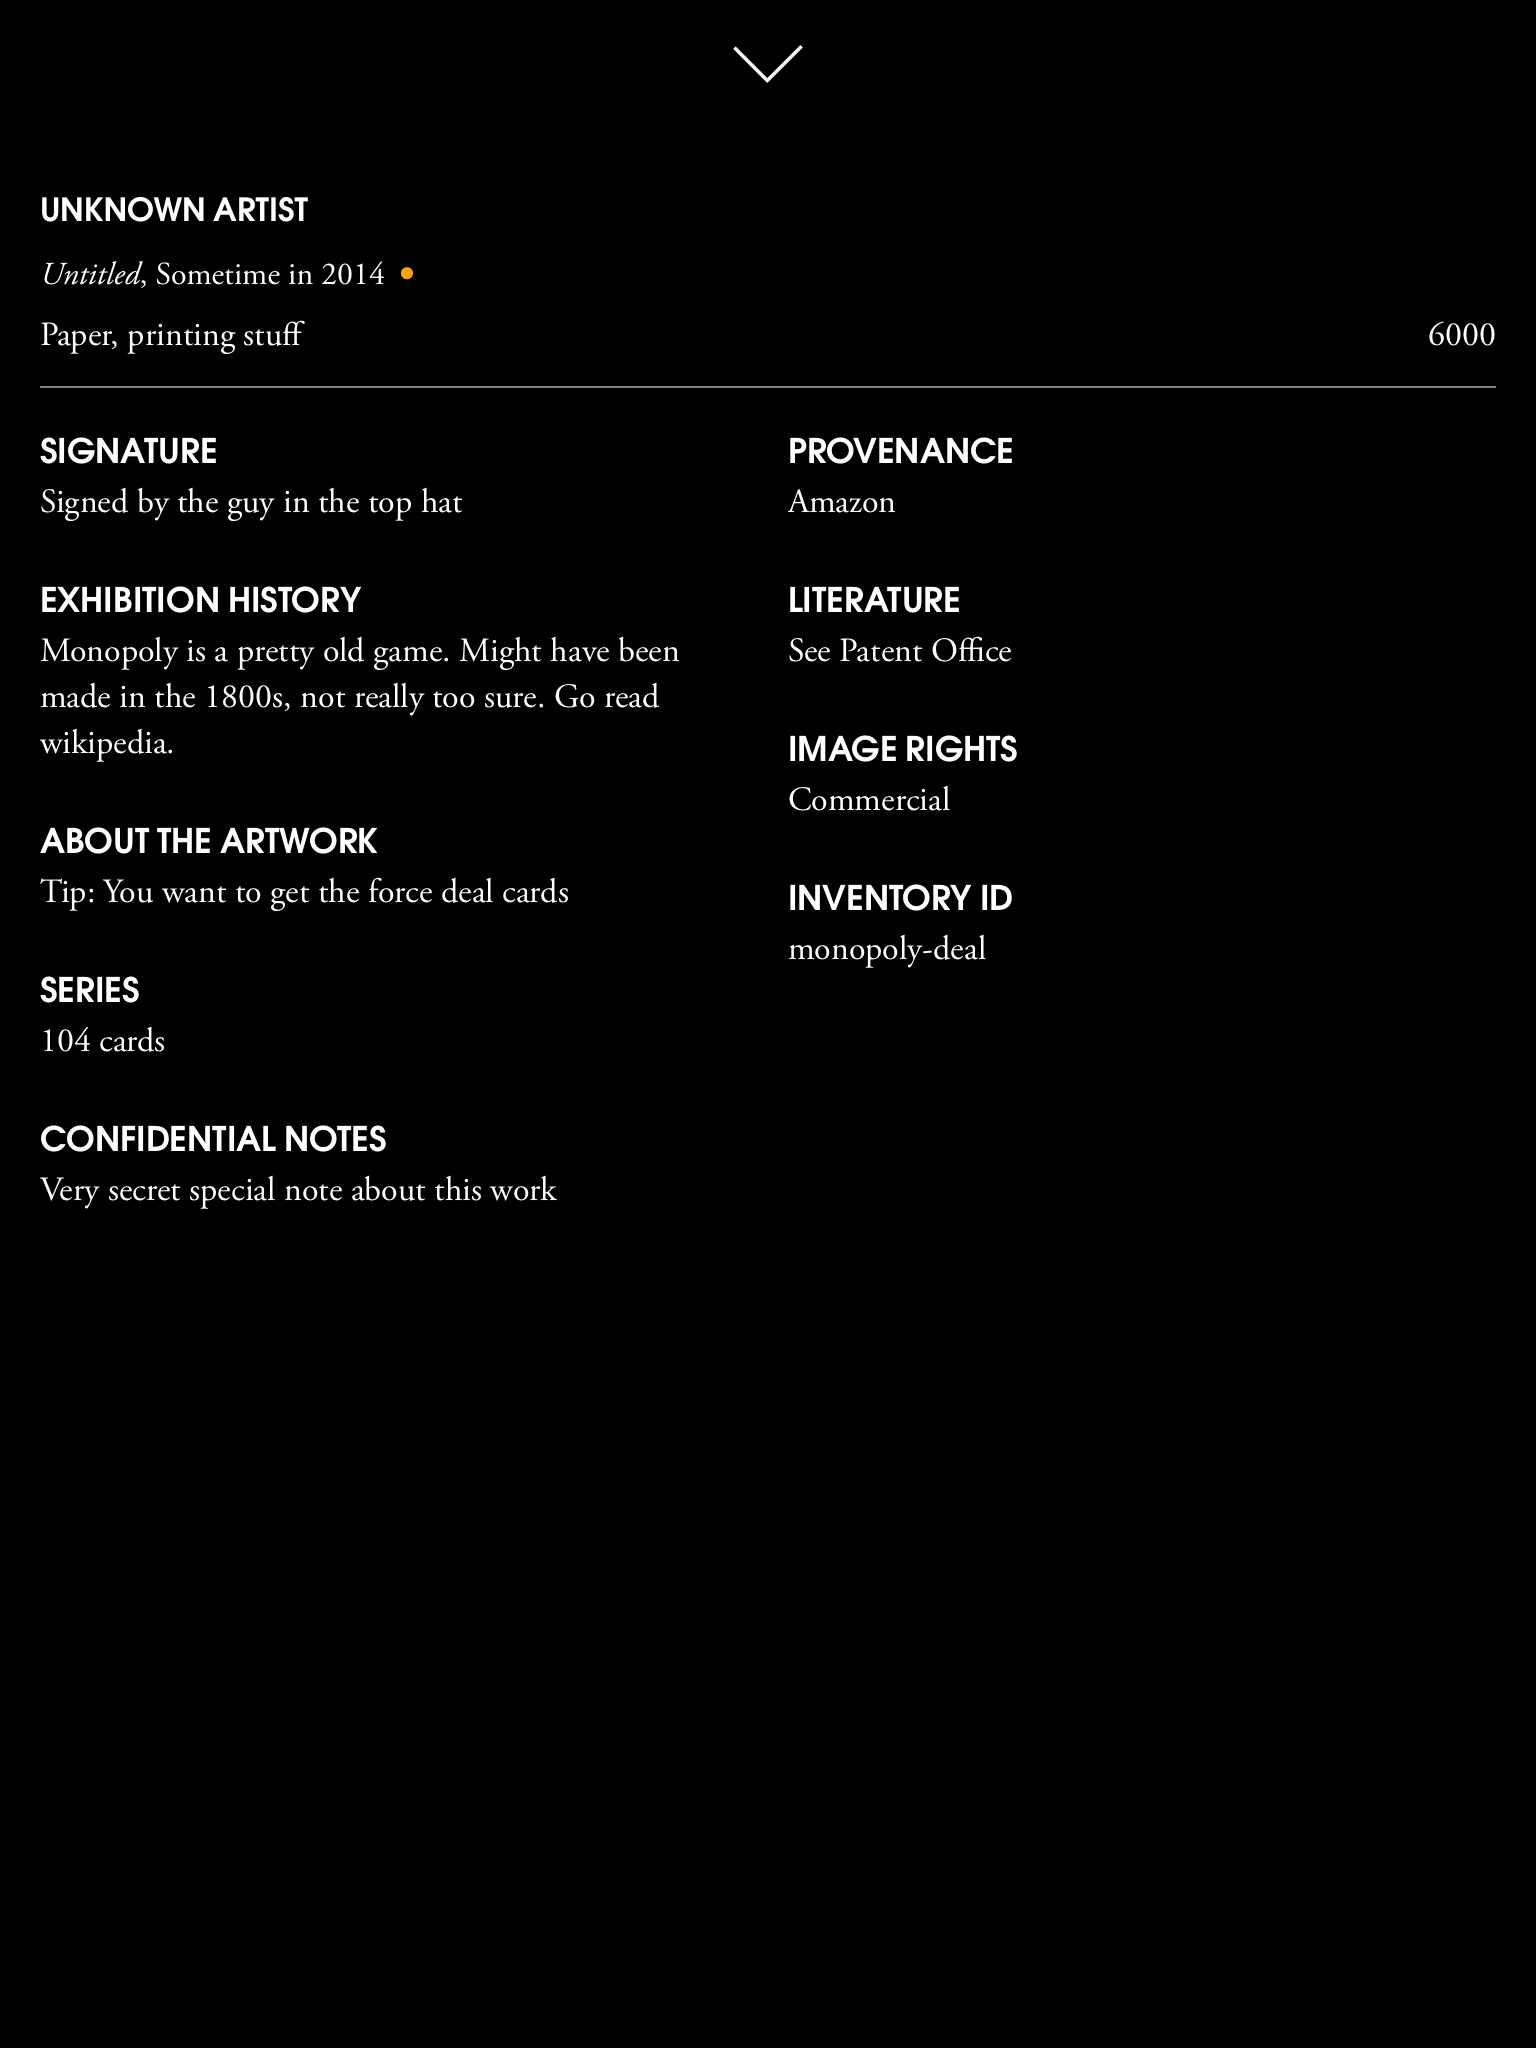 UNKNOWN ARTIST
Untitled, Sometime in 2014
Paper, printing stuff
6000
SIGNATURE
Signed by the guy in the top hat
EXHIBITION HISTORY
Monopoly is a pretty old game. Might have been
made in the 1800s, not really too sure. Go read
wikipedia.
ABOUT THE ARTWORK
Tip: You want to get the force deal cards
SERIES
104 cards
CONFIDENTIAL NOTES
Very secret special note about this work
PROVENANCE
Amazon
LITERATURE
See Patent Office
IMAGE RIGHTS
Commercial
INVENTORY ID
monopoly-deal